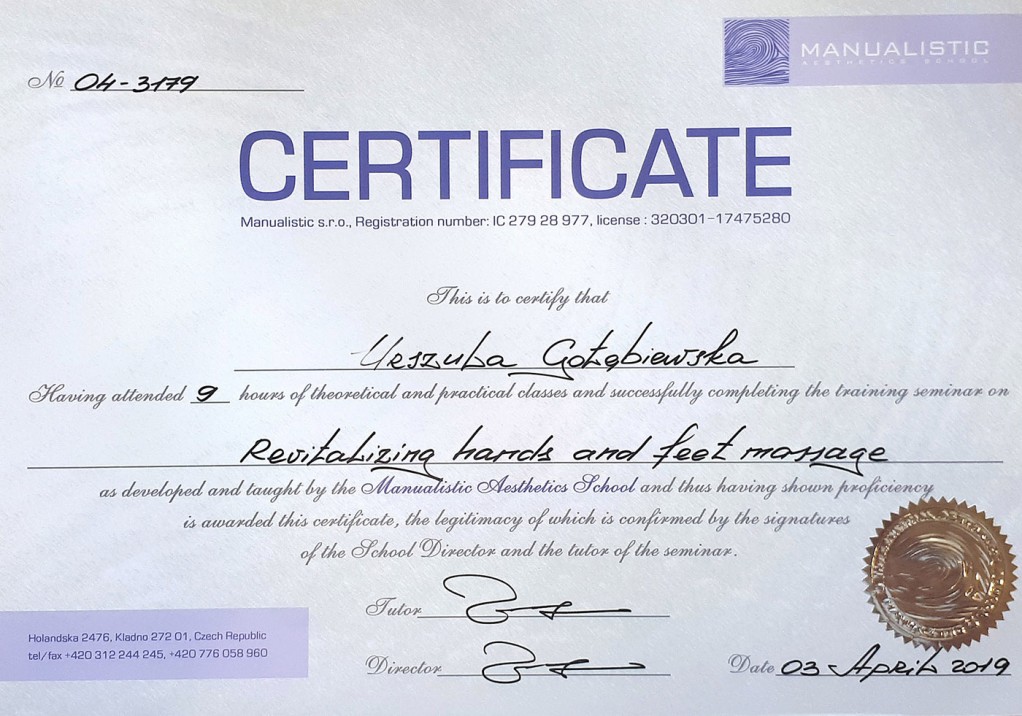 MANUALISTIC
AESTHETICS SCHOOL
№ 04-3179
CERTIFICATE
Manualistic s.r.o., Registration number: IC 279 28 977, license : 320301-17475280
This is to certify that
Urszula Gołębiewska
Having attended 9 hours of theoretical and practical classes and successfully completing the training seminar on
Revitalizing hands and feet massage
as developed and taught by the Manualistic Aesthetics School and thus having shown proficiency
is awarded this certificate, the legitimacy of which is confirmed by the signatures
of the School Director and the tutor of the seminar.
Tutor
Holandska 2476, Kladno 272 01, Czech Republic
tel/fax +420 312 244 245, +420 776 058 960
Director
Date 03 April 2019